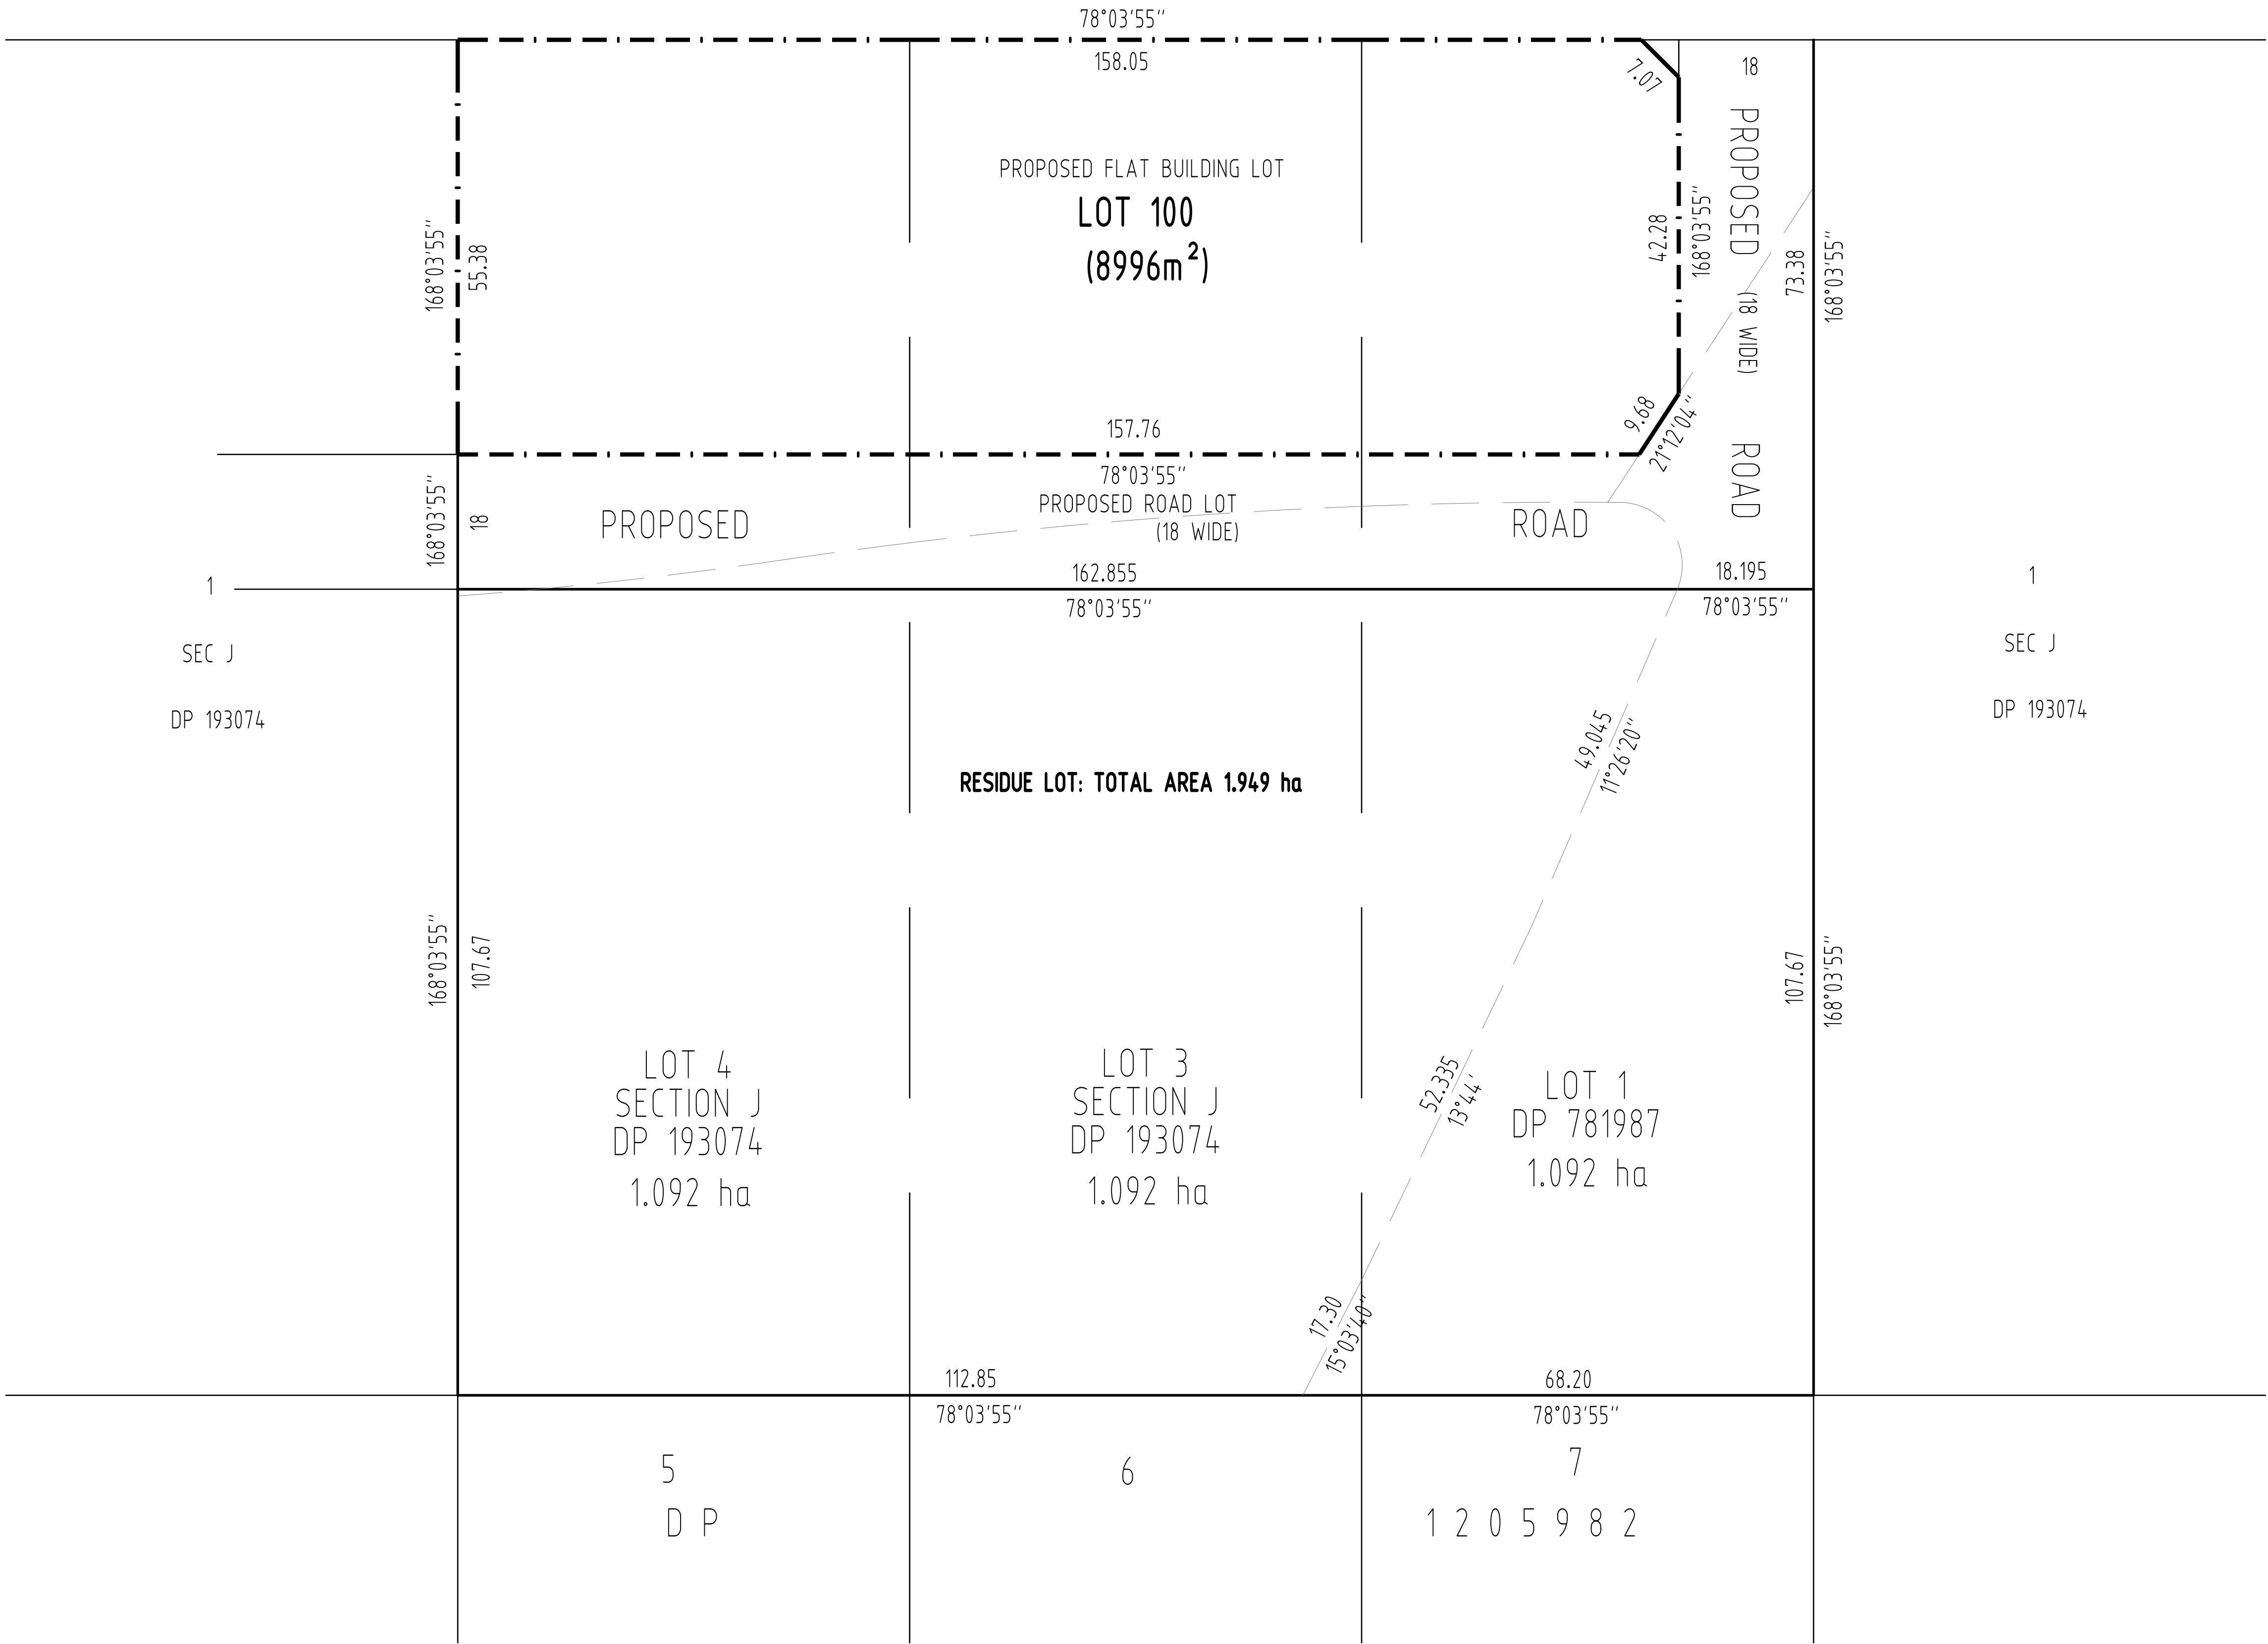 78°03'55"
158.05
7.07
18
PROPOSED ROAD
(18 WIDE)
PROPOSED FLAT BUILDING LOT
LOT 100
(8996m²)
168°03'55"
55.38
42.28
168°03'55"
73.38
168°03'55"
9.68
21°12'04"
157.76
78°03'55"
PROPOSED ROAD LOT
(18 WIDE)
PROPOSED ROAD
168°03'55"
18
162.855
78°03'55"
18.195
78°03'55"
1
SEC J
DP 193074
1
SEC J
DP 193074
49.045
11°26'20"
RESIDUE LOT: TOTAL AREA 1.949 ha
168°03'55"
107.67
107.67
168°03'55"
52.335
13°44'
LOT 4
SECTION J
DP 193074
1.092 ha
LOT 3
SECTION J
DP 193074
1.092 ha
LOT 1
DP 781987
1.092 ha
17.30
15°03'40"
112.85
78°03'55"
68.20
78°03'55"
5 6 7
D P 1 2 0 5 9 8 2